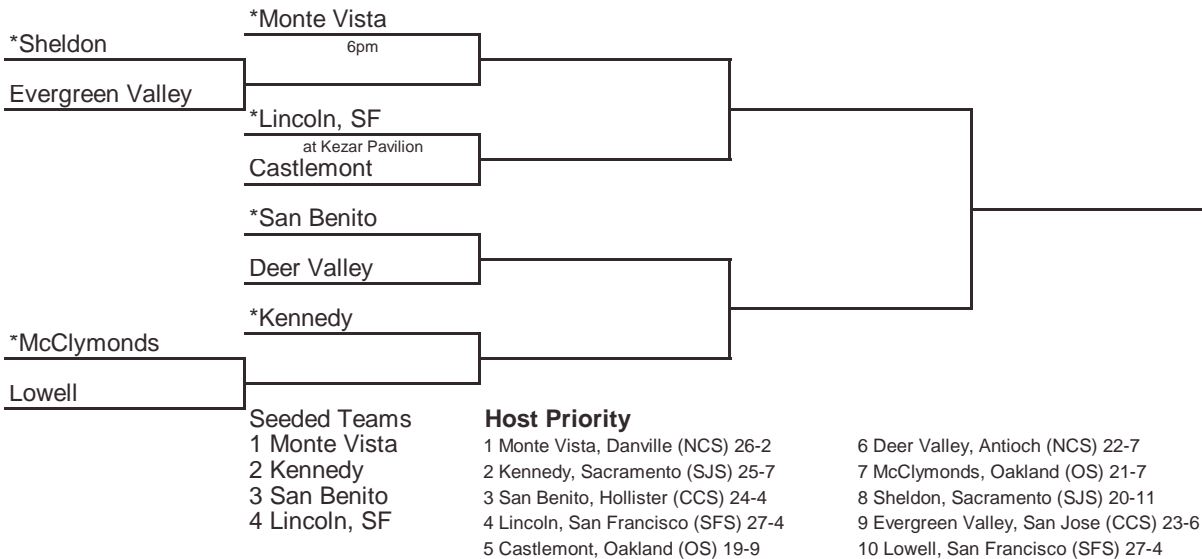 *Monte Vista
*Sheldon
6pm
Evergreen Valley
*Lincoln, SF
at Kezar Pavilion
Castlemont
*San Benito
Deer Valley
*Kennedy
*McClymonds
Lowell
Seeded Teams
1 Monte Vista
2 Kennedy
3 San Benito
4 Lincoln, SF
Host Priority
1 Monte Vista, Danville (NCS) 26-2
2 Kennedy, Sacramento (SJS) 25-7
3 San Benito, Hollister (CCS) 24-4
4 Lincoln, San Francisco (SFS) 27-4
5 Castlemont, Oakland (OS) 19-9
6 Deer Valley, Antioch (NCS) 22-7
7 McClymonds, Oakland (OS) 21-7
8 Sheldon, Sacramento (SJS) 20-11
9 Evergreen Valley, San Jose (CCS) 23-6
10 Lowell, San Francisco (SFS) 27-4